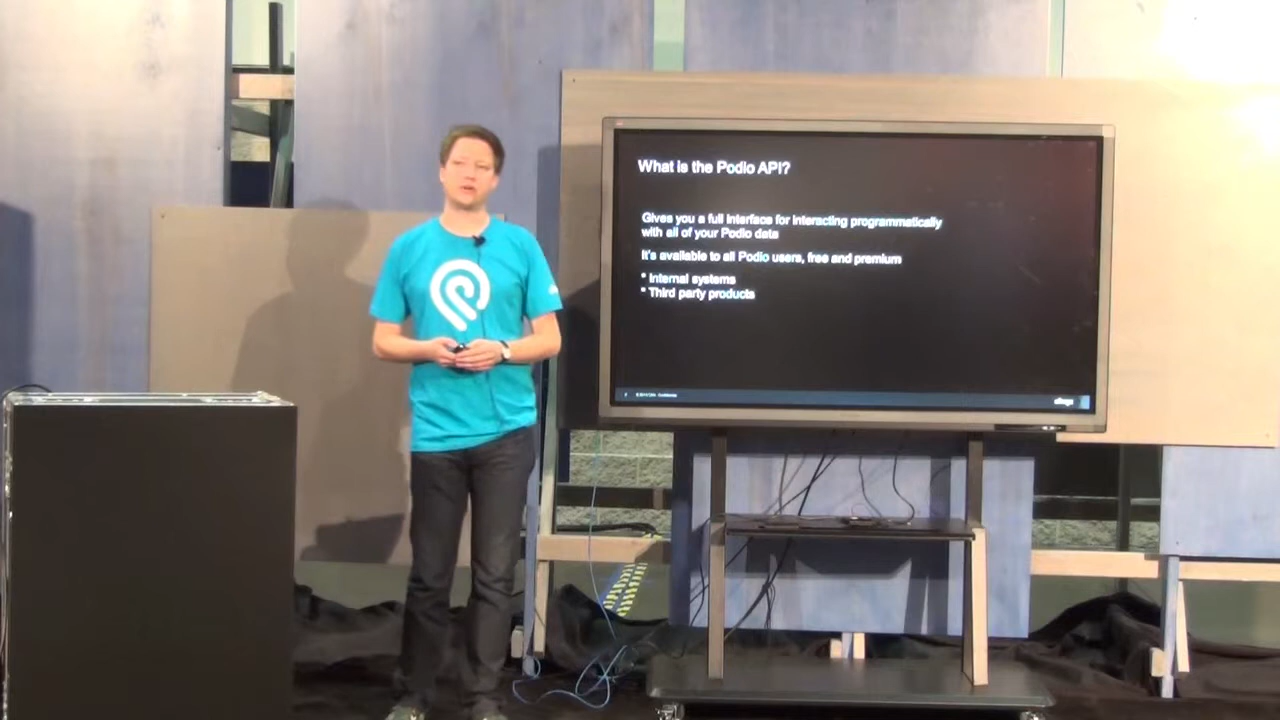 What is the Podio API?
Gives you a full interface for interacting programmatically
with all of your Podio data
It's available to all Podio users, free and premium
* Internal systems
* Third party products
citrix